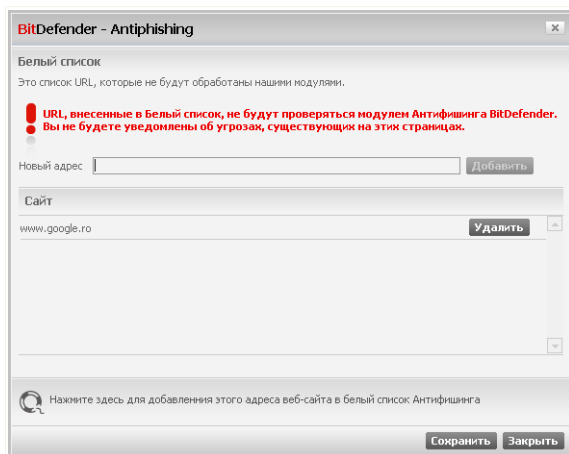 BitDefender - Antiphishing
Белый список
Это список URL, которые не будут обработаны нашими модулями.
URL, внесенные в Белый список, не будут проверяться модулем Антифишинга BitDefender.
Вы не будете уведомлены об угрозах, существующих на этих страницах.
Новый адрес Добавить
Сайт
www.google.ro Удалить
Нажмите здесь для добавленния этого адреса веб-сайта в белый список Антифишинга
Сохранить Закрыть